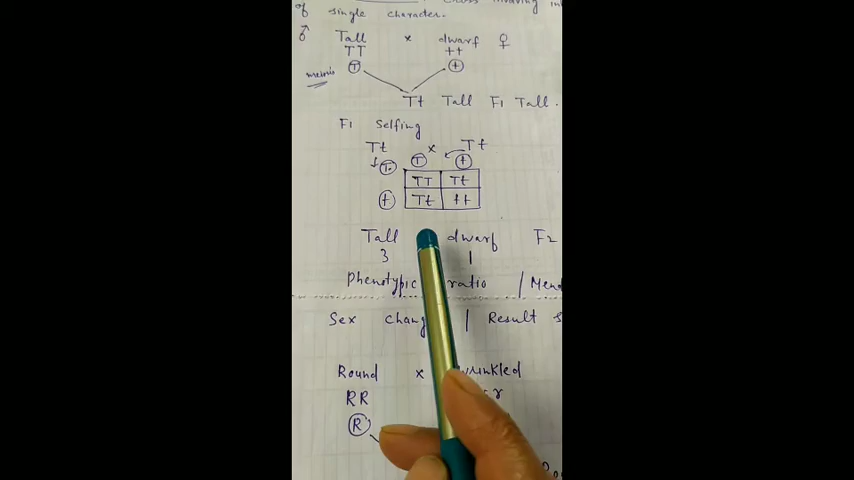 of single character.
♂ Tall × dwarf ♀
TT tt
meiosis T t
Tt Tall F1 Tall.
F1 Selfing
Tt × Tt
T T t
TT Tt
t Tt tt
Tall dwarf F2
3 1
Phenotypic ratio /
Sex chang / Result
Round × wrinkled
RR r
R